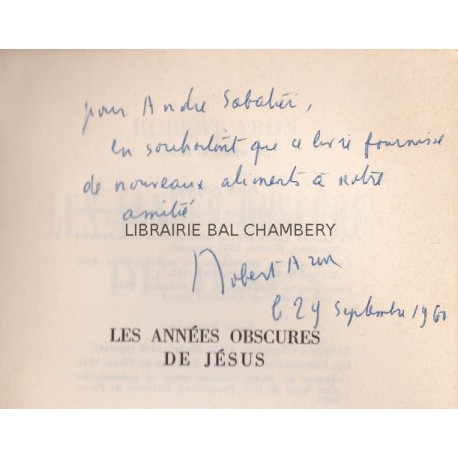 pour André Sabatier,
en souhaitant que ce livre fournisse
de nouveaux aliments à notre
amitié
LIBRAIRIE BAL CHAMBERY
Robert Aron
le 29 Septembre 1960
LES ANNÉES OBSCURES
DE JÉSUS